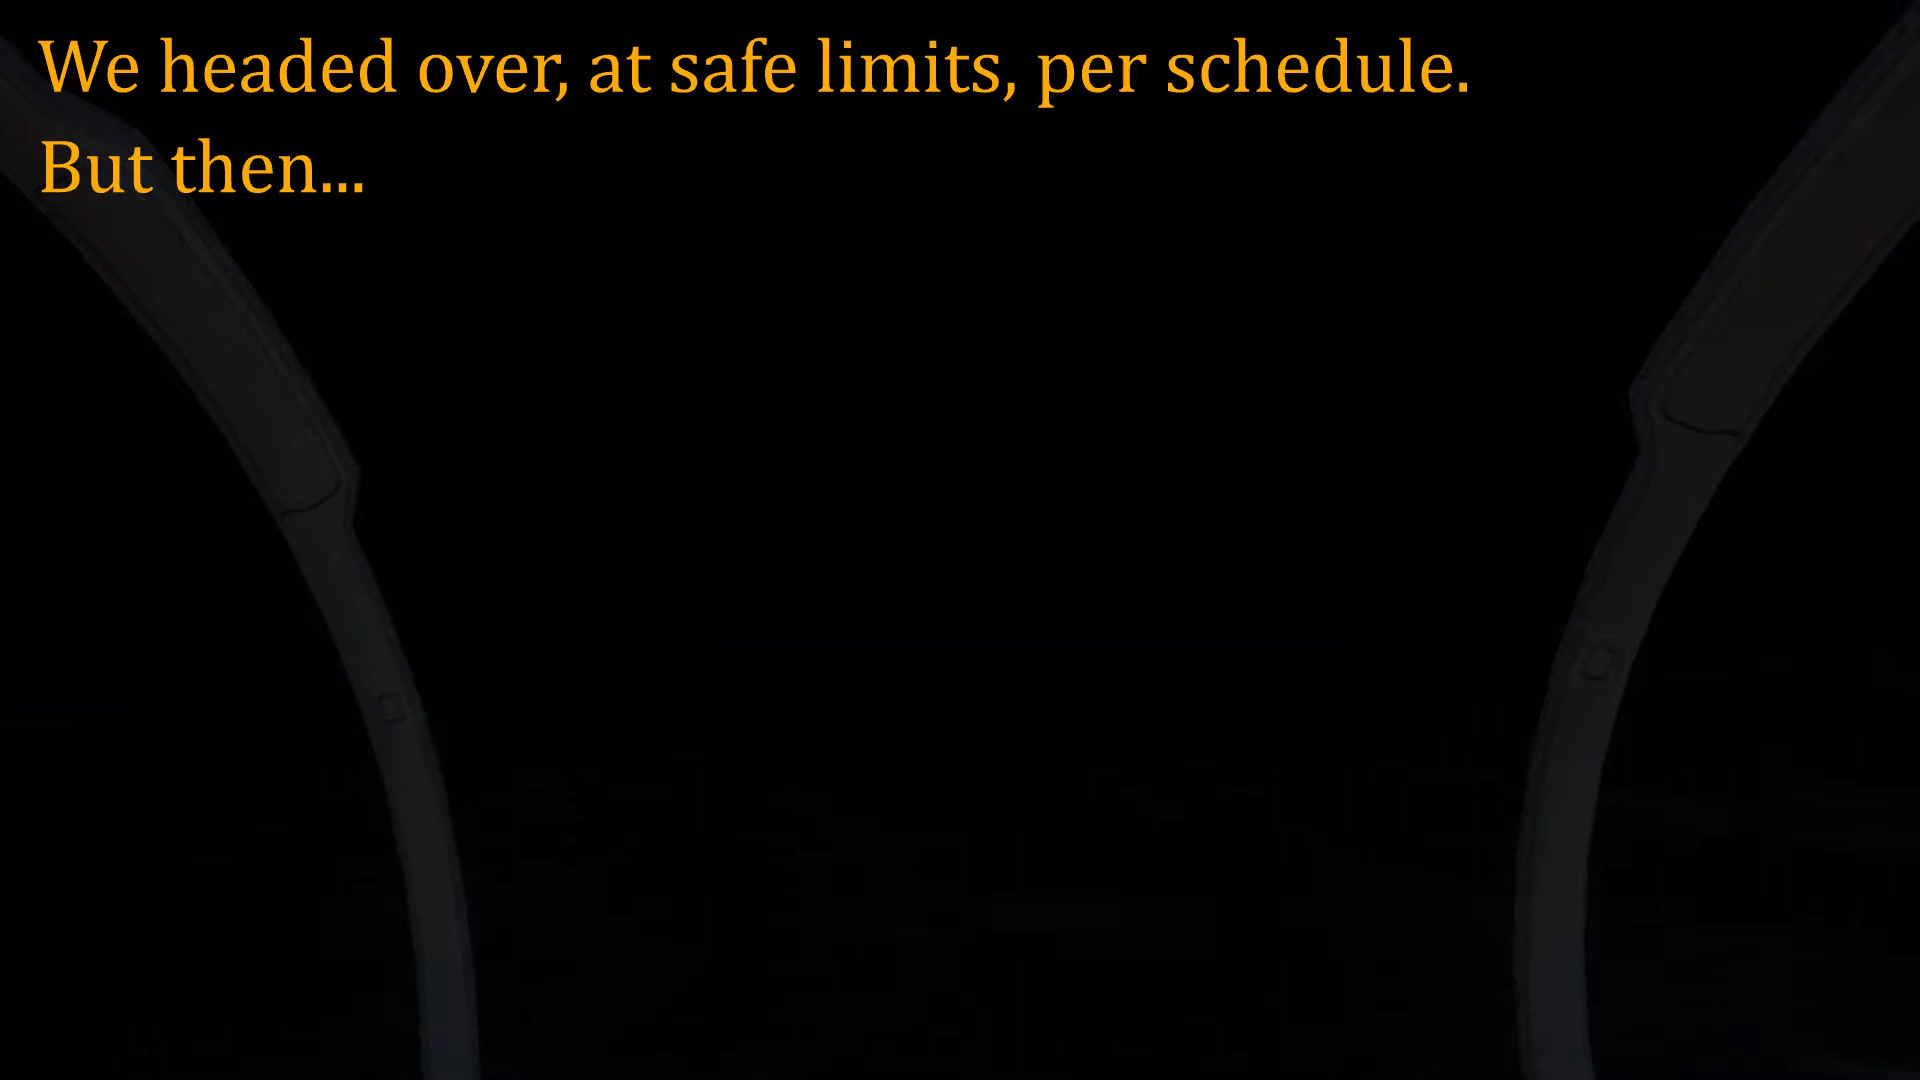 We headed over, at safe limits, per schedule.
But then...